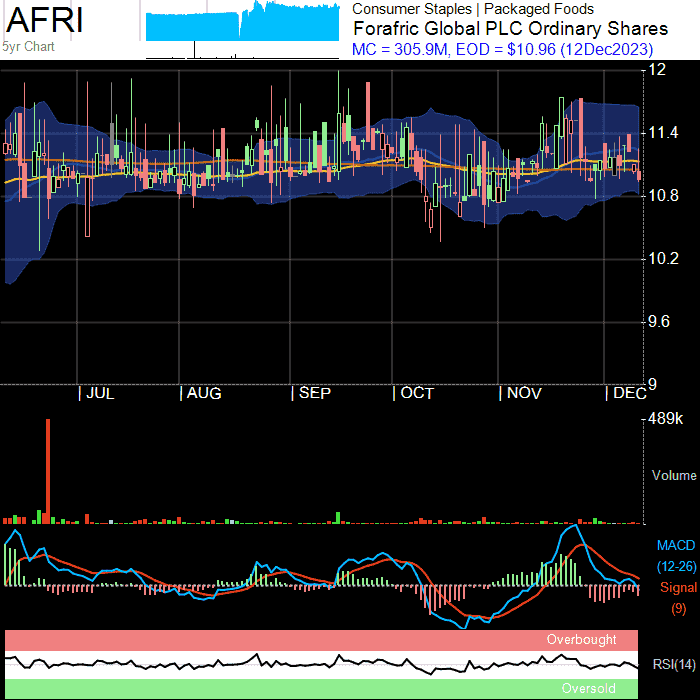 AFRI
5yr Chart
Consumer Staples | Packaged Foods
Forafric Global PLC Ordinary Shares
MC = 305.9M, EOD = $10.96 (12Dec2023)
12
11.4
10.8
10.2
9.6
9
| JUL | AUG | SEP | OCT | NOV | DEC
489k
Volume
MACD
(12-26)
Signal
(9)
Overbought
RSI(14)
Oversold